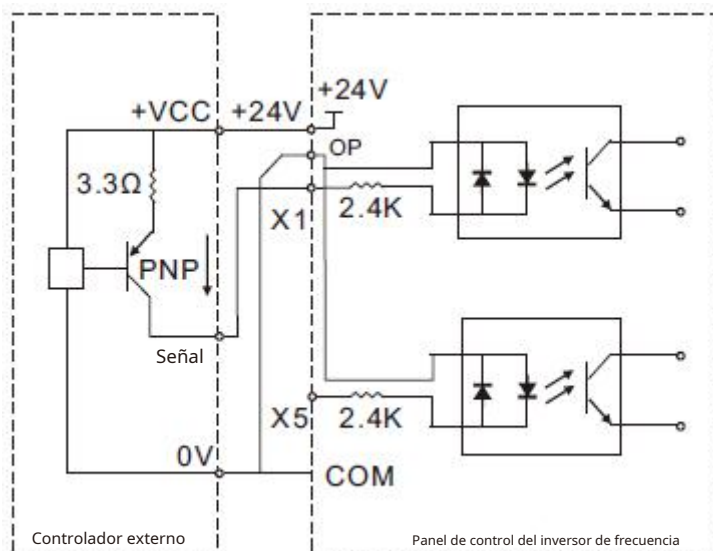 +VCC +24V +24V
OP
3.3Ω
X1 2.4K
PNP
Señal
X5 2.4K
0V COM
Controlador externo
Panel de control del inversor de frecuencia